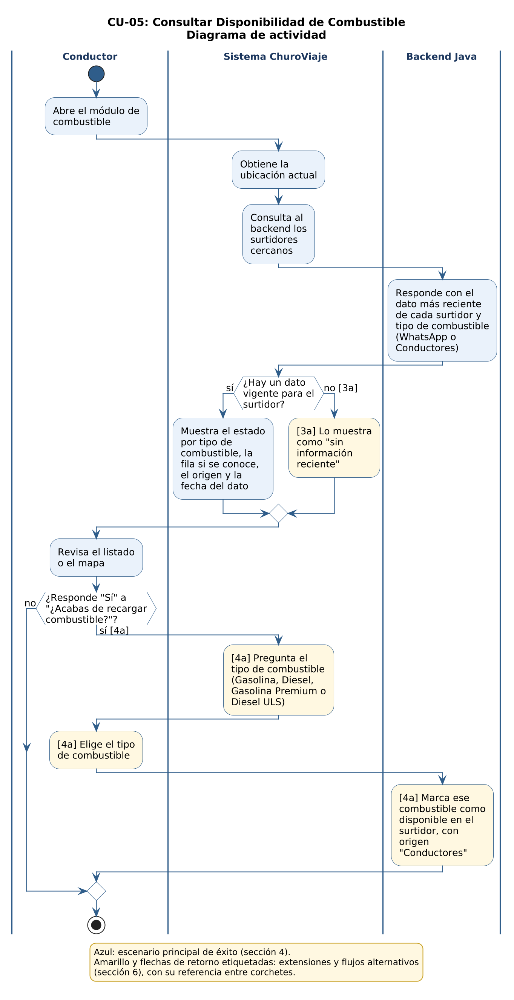 CU-05: Consultar Disponibilidad de Combustible
Diagrama de actividad
Conductor
Sistema ChuroViaje
Backend Java
Abre el módulo de
combustible
Obtiene la
ubicación actual
Consulta al
backend los
surtidores
cercanos
Responde con el
dato más reciente
de cada surtidor y
tipo de combustible
(WhatsApp o
Conductores)
¿Hay un dato
vigente para el
surtidor?
sí
no [3a]
Muestra el estado
por tipo de
combustible, la
fila si se conoce,
el origen y la
fecha del dato
[3a] Lo muestra
como "sin
información
reciente"
Revisa el listado
o el mapa
¿Responde "Sí" a
"¿Acabas de recargar
combustible?"?
no
sí [4a]
[4a] Pregunta el
tipo de combustible
(Gasolina, Diesel,
Gasolina Premium o
Diesel ULS)
[4a] Elige el tipo
de combustible
[4a] Marca ese
combustible como
disponible en el
surtidor, con
origen
"Conductores"
Azul: escenario principal de éxito (sección 4).
Amarillo y flechas de retorno etiquetadas: extensiones y flujos alternativos
(sección 6), con su referencia entre corchetes.